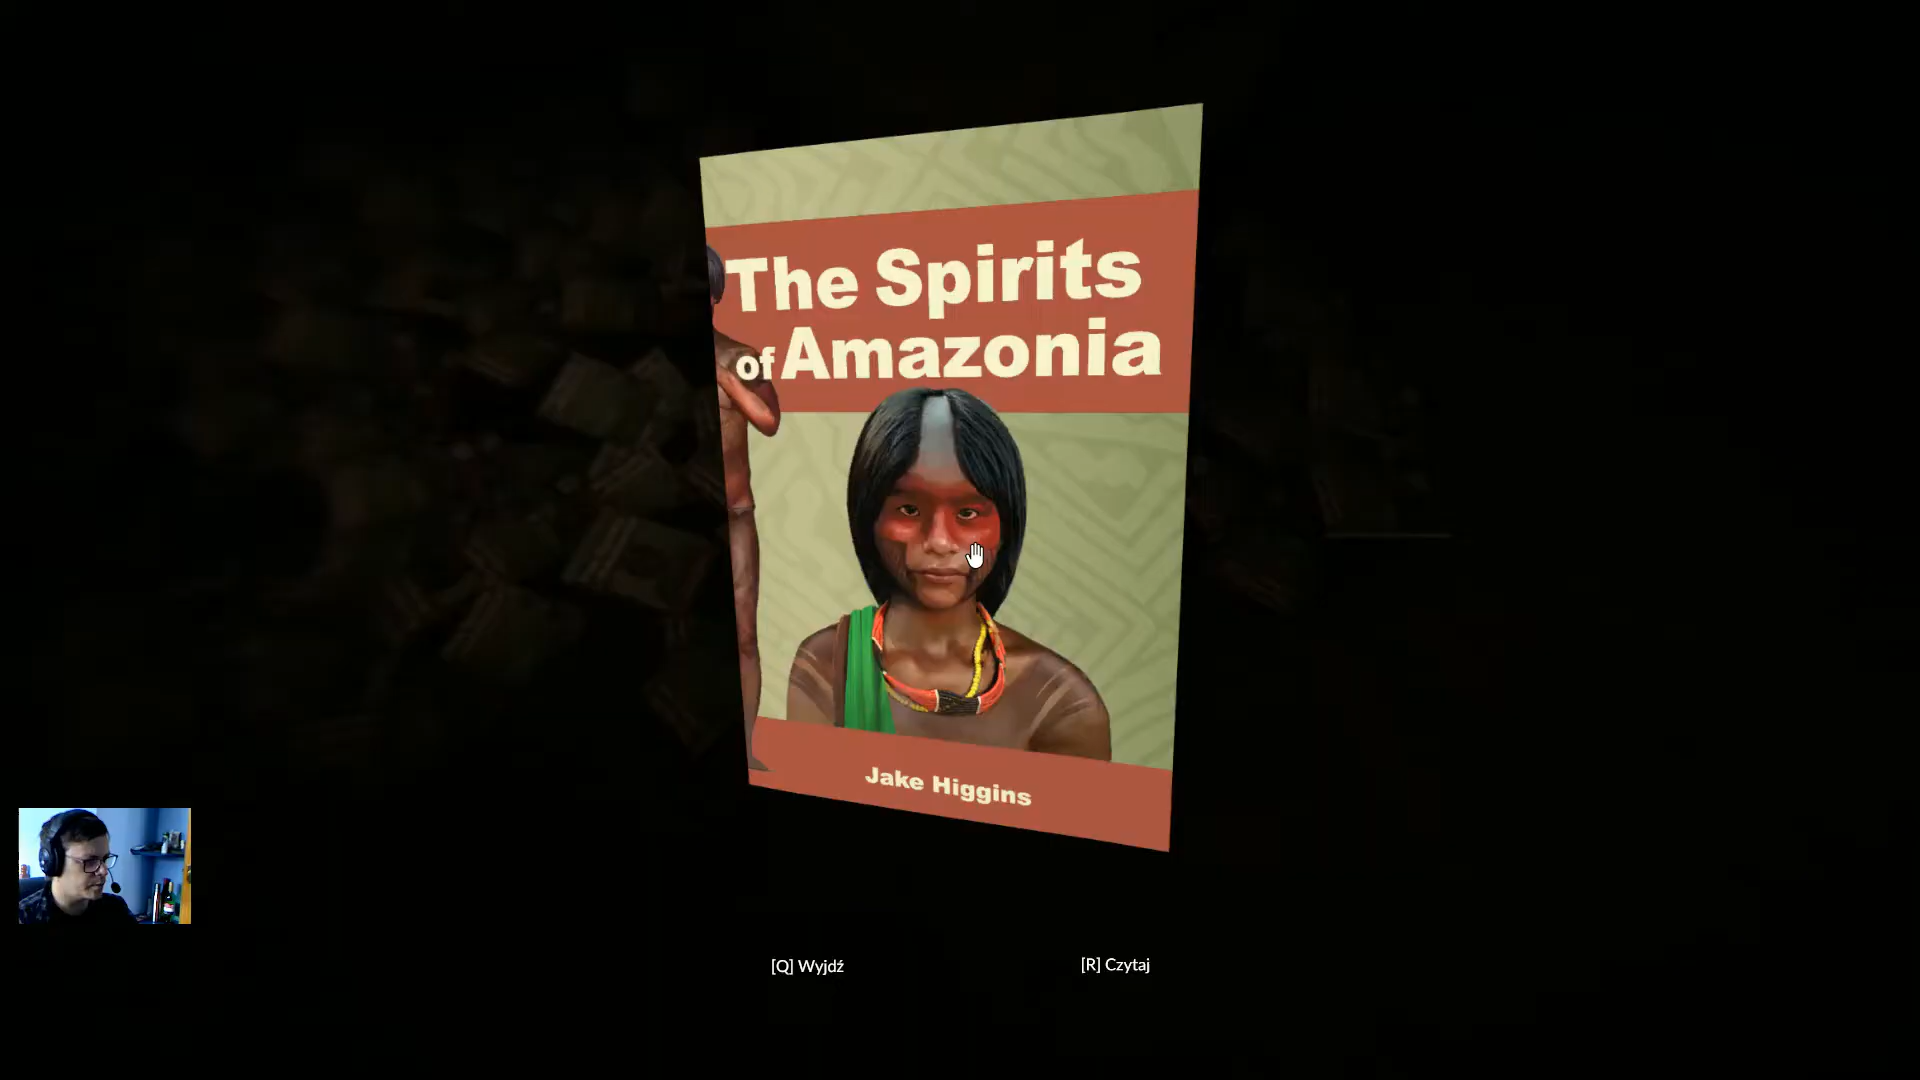 The Spirits
of Amazonia
Jake Higgins
[Q] Wyjdź
[R] Czytaj